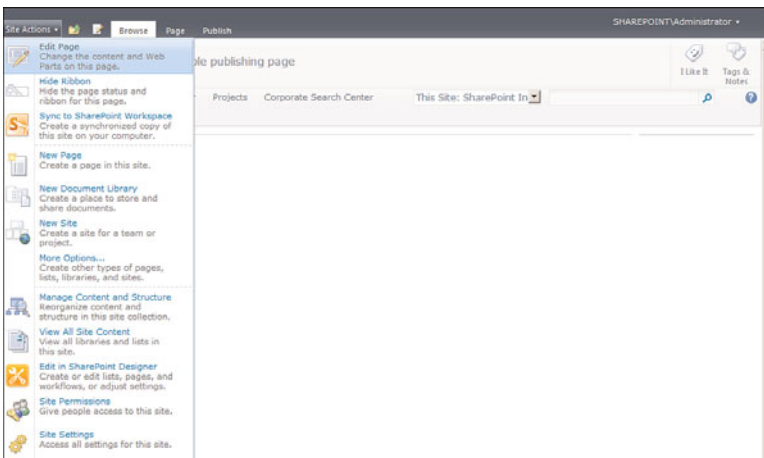 Site Actions
Browse
Page
Publish
SHAREPOINT\Administrator
Edit Page
Change the content and Web
Parts on this page.
ple publishing page
I Like It
Tags &
Notes
Hide Ribbon
Hide the page status and
ribbon for this page.
Projects
Corporate Search Center
This Site: SharePoint In
Sync to SharePoint Workspace
Create a synchronized copy of
this site on your computer.
New Page
Create a page in this site.
New Document Library
Create a place to store and
share documents.
New Site
Create a site for a team or
project.
More Options...
Create other types of pages,
lists, libraries, and sites.
Manage Content and Structure
Reorganize content and
structure in this site collection.
View All Site Content
View all libraries and lists in
this site.
Edit in SharePoint Designer
Create or edit lists, pages, and
workflows, or adjust settings.
Site Permissions
Give people access to this site.
Site Settings
Access all settings for this site.